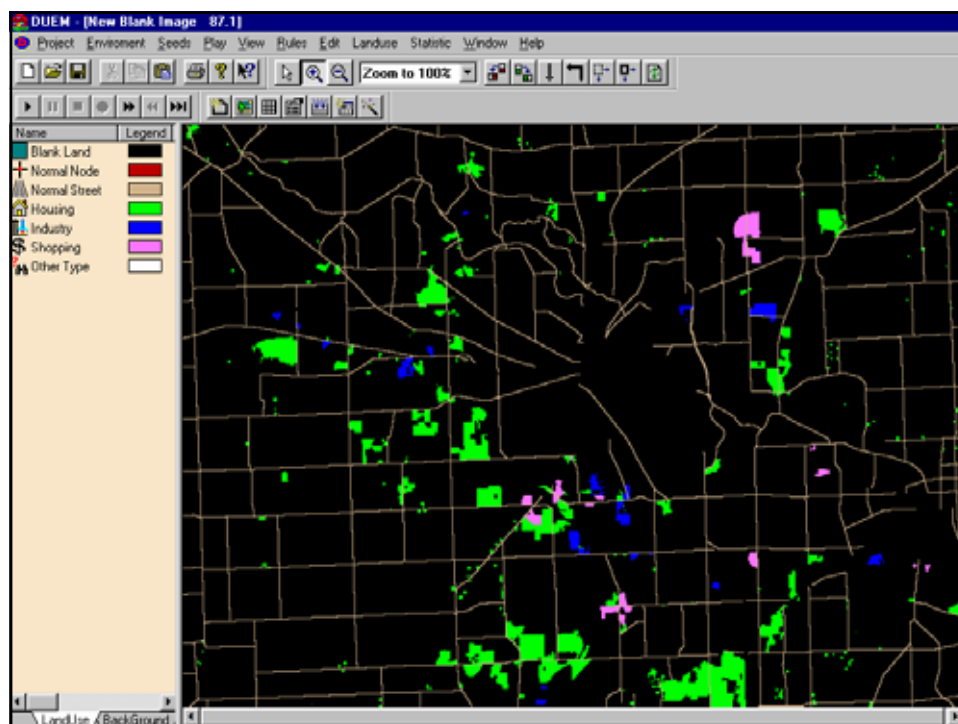 DUEM - [New Blank Image 87.1]
Project Enviroment Seeds Play View Rules Edit Landuse Statistic Window Help
Zoom to 100%
Name Legend
Blank Land
Normal Node
Normal Street
Housing
Industry
Shopping
Other Type
LandUse BackGround